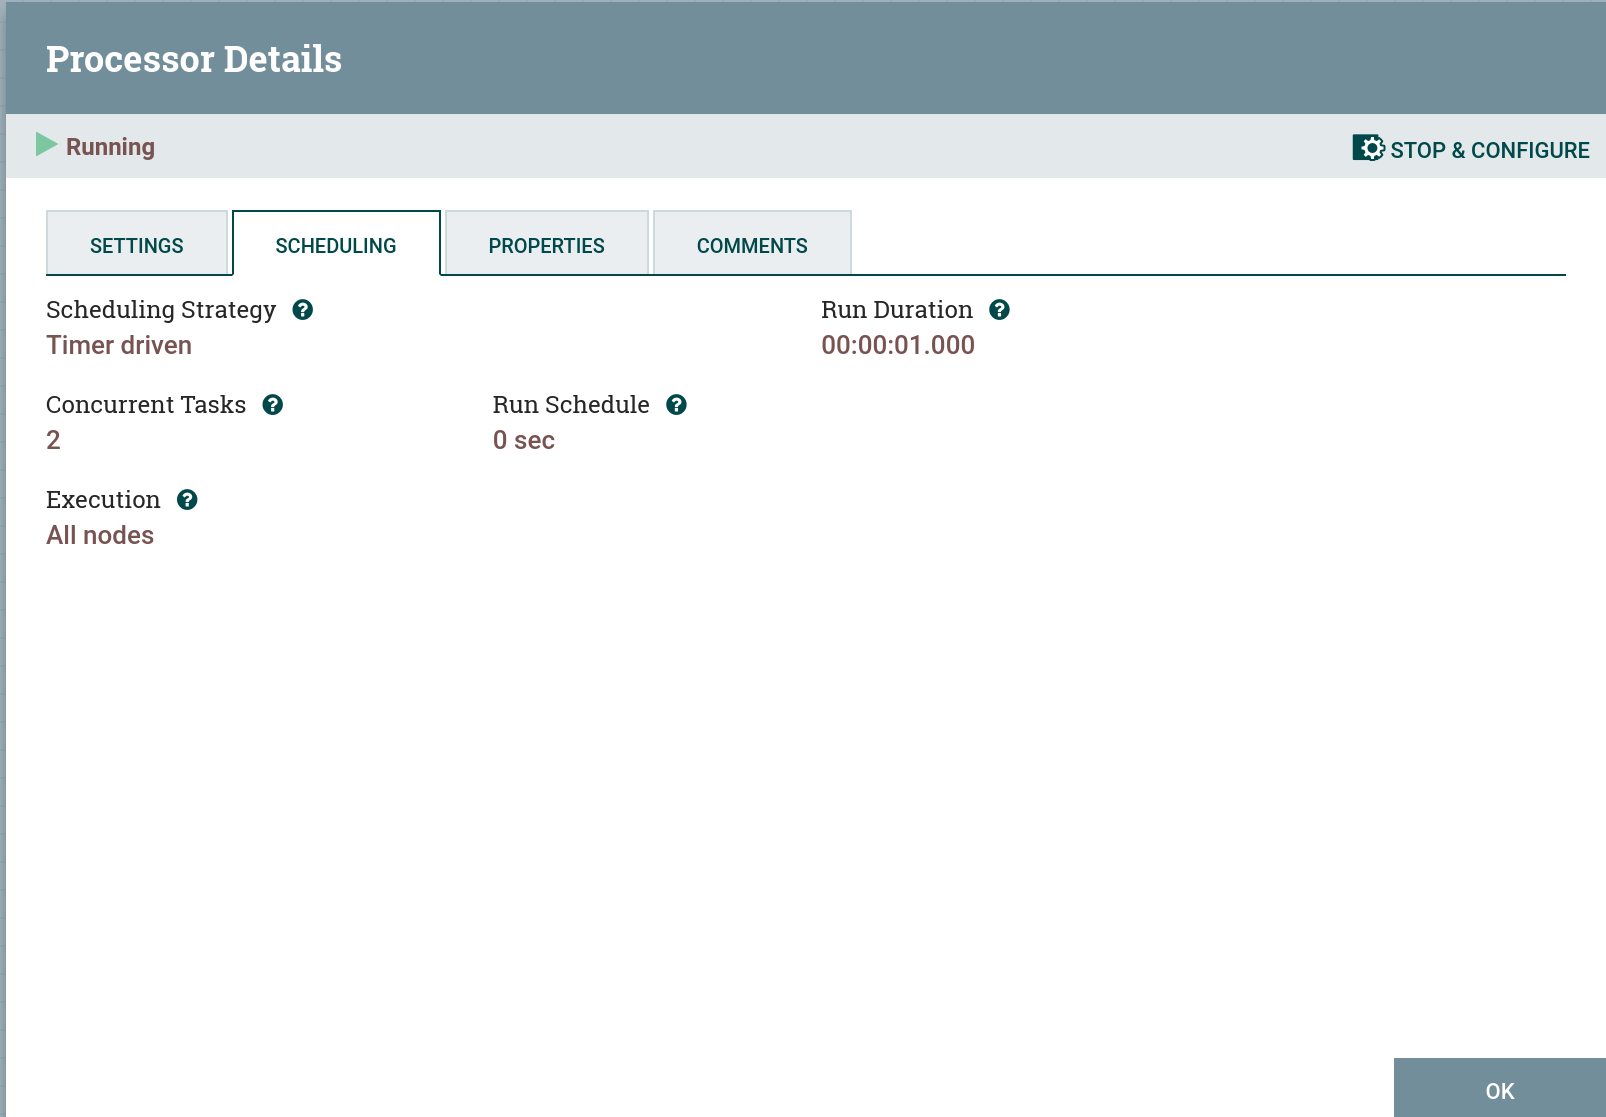 Processor Details
Running
STOP & CONFIGURE
SETTINGS SCHEDULING PROPERTIES COMMENTS
Scheduling Strategy
Timer driven
Run Duration
00:00:01.000
Concurrent Tasks
2
Run Schedule
0 sec
Execution
All nodes
OK